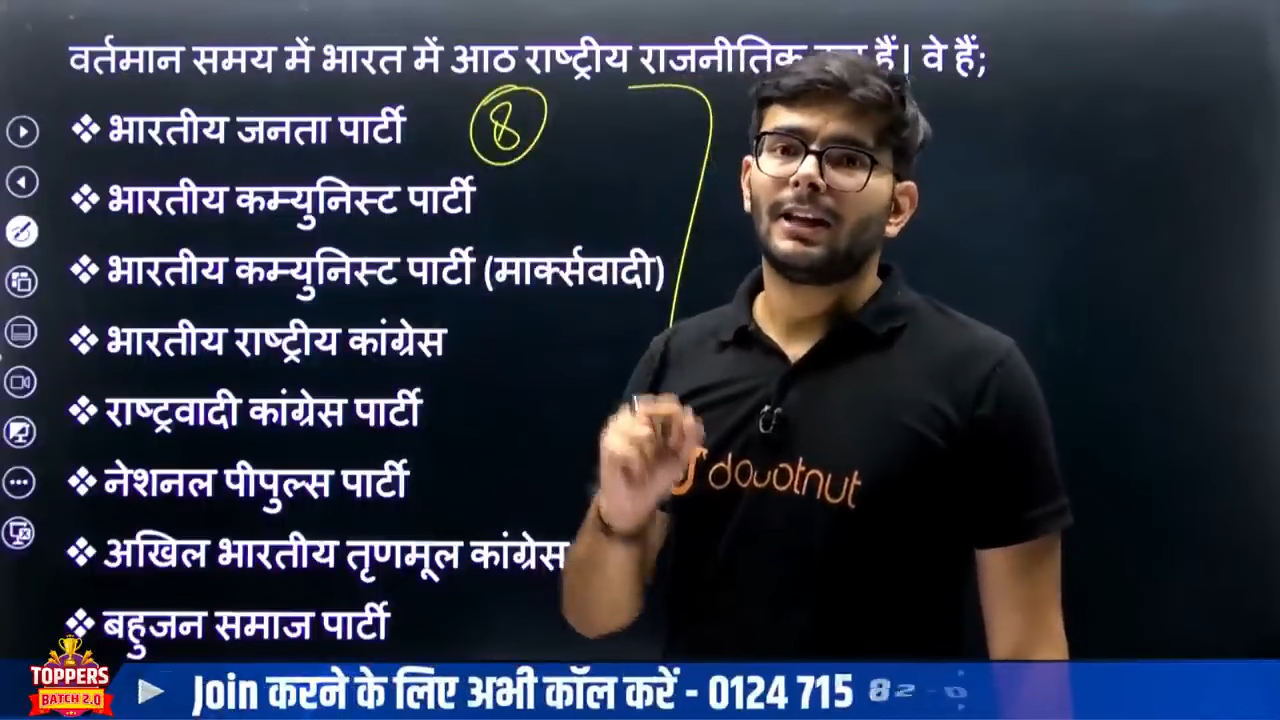 वर्तमान समय में भारत में आठ राष्ट्रीय राजनीतिक हैं। वे हैं;
❖ भारतीय जनता पार्टी
8
❖ भारतीय कम्युनिस्ट पार्टी
❖ भारतीय कम्युनिस्ट पार्टी (मार्क्सवादी)
❖ भारतीय राष्ट्रीय कांग्रेस
❖ राष्ट्रवादी कांग्रेस पार्टी
❖ नेशनल पीपुल्स पार्टी
❖ अखिल भारतीय तृणमूल कांग्रेस
❖ बहुजन समाज पार्टी
doubtnut
TOPPERS
BATCH 2.0
Join करने के लिए अभी कॉल करें - 0124 715 82